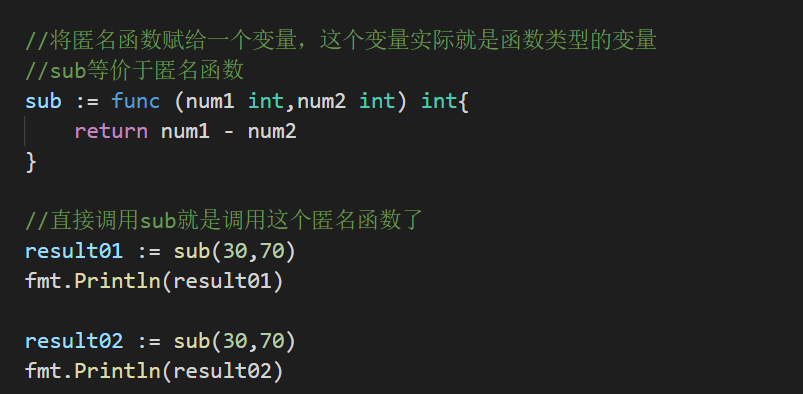 //将匿名函数赋给一个变量，这个变量实际就是函数类型的变量
//sub等价于匿名函数
sub := func (num1 int,num2 int) int{
    return num1 - num2
}

//直接调用sub就是调用这个匿名函数了
result01 := sub(30,70)
fmt.Println(result01)

result02 := sub(30,70)
fmt.Println(result02)